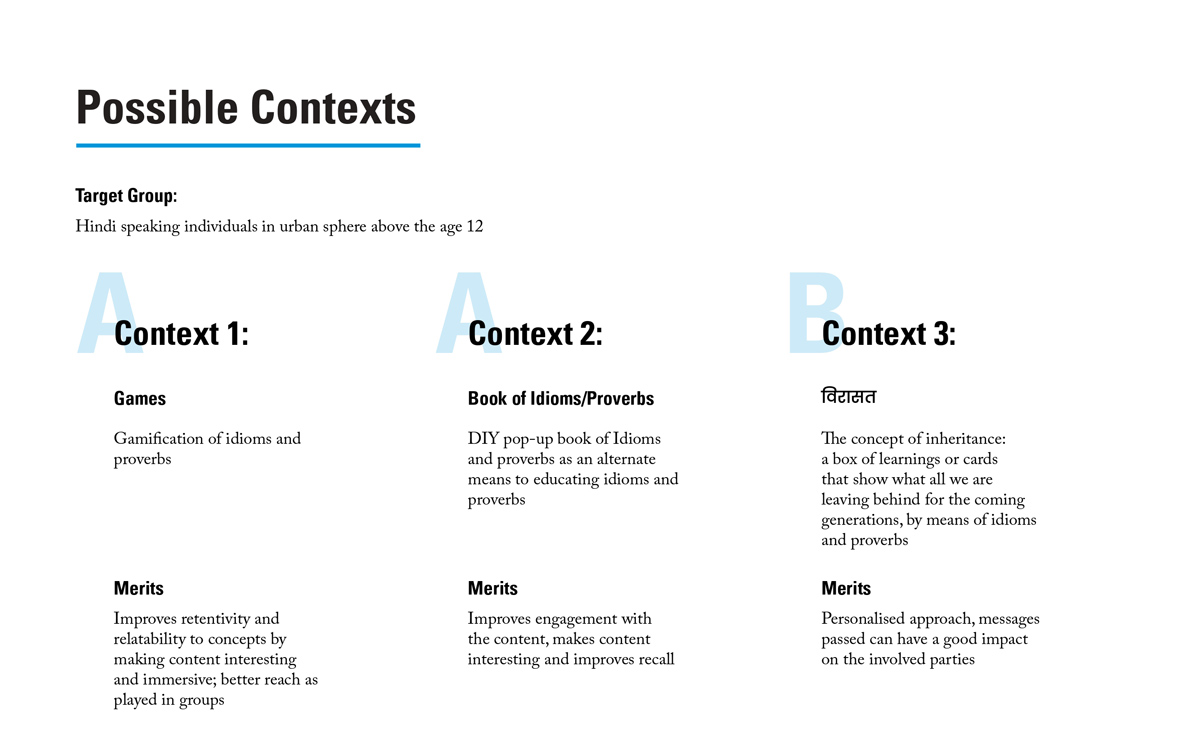 Possible Contexts
Target Group:
Hindi speaking individuals in urban sphere above the age 12
A
Context 1:
Games
Gamification of idioms and
proverbs
Merits
Improves retentivity and
relatability to concepts by
making content interesting
and immersive; better reach as
played in groups
A
Context 2:
Book of Idioms/Proverbs
DIY pop-up book of Idioms
and proverbs as an alternate
means to educating idioms and
proverbs
Merits
Improves engagement with
the content, makes content
interesting and improves recall
B
Context 3:
विरासत
The concept of inheritance:
a box of learnings or cards
that show what all we are
leaving behind for the coming
generations, by means of idioms
and proverbs
Merits
Personalised approach, messages
passed can have a good impact
on the involved parties